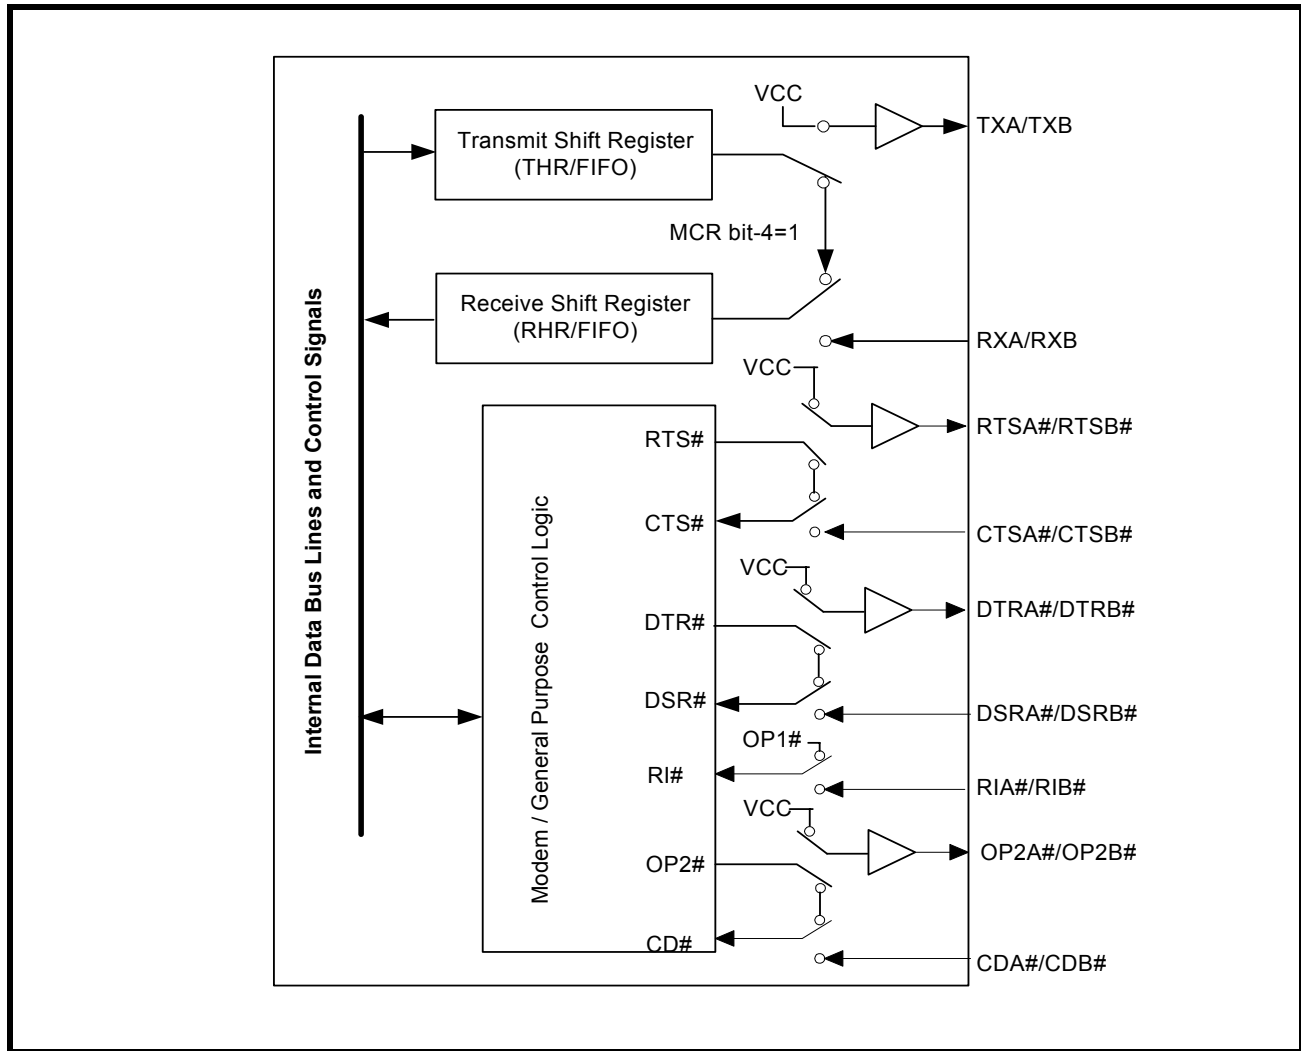 VCC
TXA/TXB
Transmit Shift Register
(THR/FIFO)
MCR bit-4=1
Receive Shift Register
(RHR/FIFO)
RXA/RXB
VCC
RTSA#/RTSB#
RTS#
CTS#
CTSA#/CTSB#
VCC
DTRA#/DTRB#
DTR#
DSR#
DSRA#/DSRB#
OP1#
RI#
RIA#/RIB#
VCC
OP2A#/OP2B#
OP2#
CD#
CDA#/CDB#
Internal Data Bus Lines and Control Signals
Modem / General Purpose Control Logic